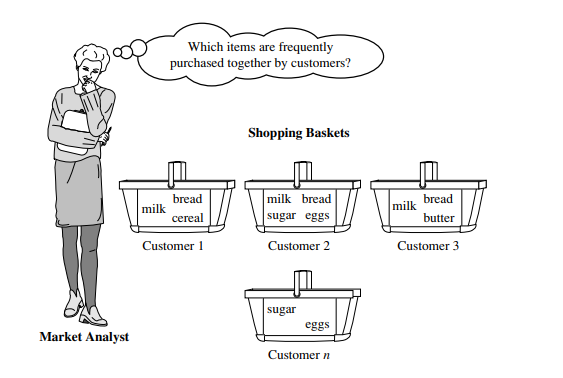 Which items are frequently
purchased together by customers?
Shopping Baskets
milk bread
cereal
milk bread
sugar eggs
milk bread
butter
Customer 1
Customer 2
Customer 3
sugar
eggs
Market Analyst
Customer n